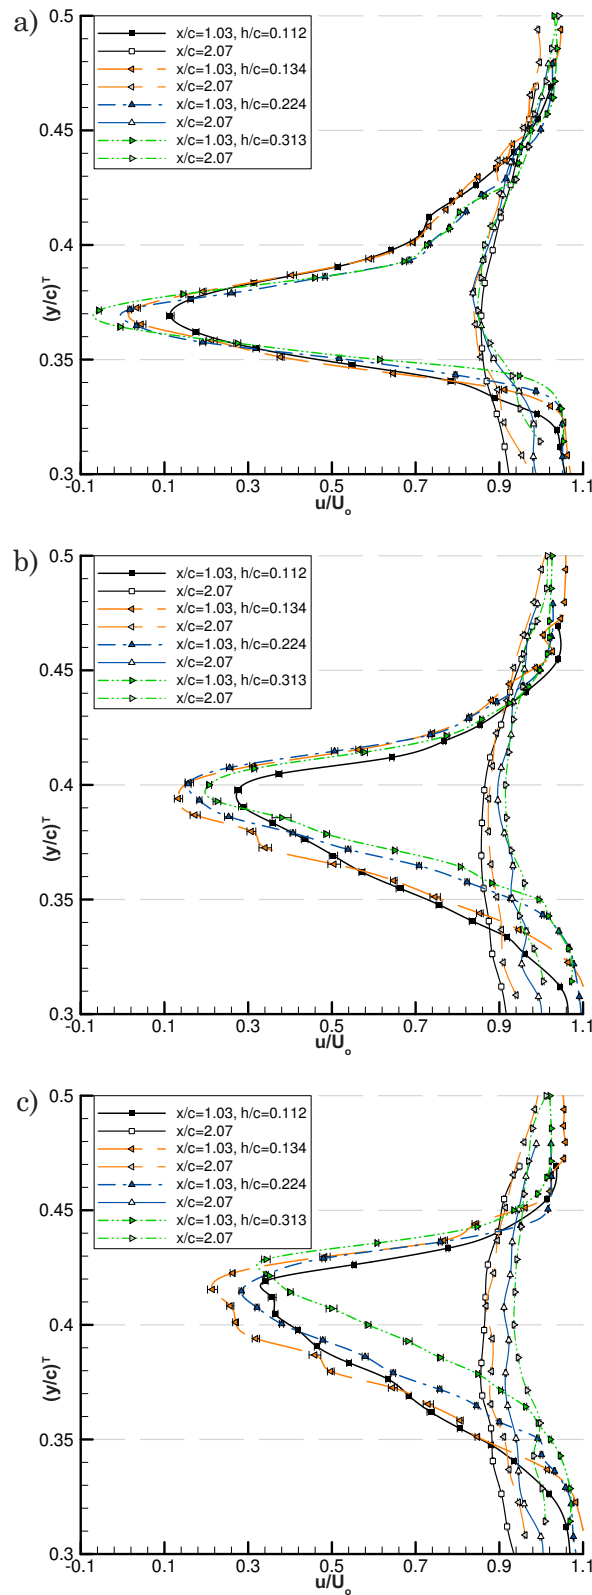 a)
0.5
x/c=1.03, h/c=0.112
x/c=2.07
x/c=1.03, h/c=0.134
x/c=2.07
x/c=1.03, h/c=0.224
x/c=2.07
x/c=1.03, h/c=0.313
x/c=2.07
0.45
0.4
(y/c)ᵀ
0.35
0.3
-0.1 0.1 0.3 0.5 0.7 0.9 1.1
u/Uₒ
b)
0.5
x/c=1.03, h/c=0.112
x/c=2.07
x/c=1.03, h/c=0.134
x/c=2.07
x/c=1.03, h/c=0.224
x/c=2.07
x/c=1.03, h/c=0.313
x/c=2.07
0.45
0.4
(y/c)ᵀ
0.35
0.3
-0.1 0.1 0.3 0.5 0.7 0.9 1.1
u/Uₒ
c)
0.5
x/c=1.03, h/c=0.112
x/c=2.07
x/c=1.03, h/c=0.134
x/c=2.07
x/c=1.03, h/c=0.224
x/c=2.07
x/c=1.03, h/c=0.313
x/c=2.07
0.45
0.4
(y/c)ᵀ
0.35
0.3
-0.1 0.1 0.3 0.5 0.7 0.9 1.1
u/Uₒ